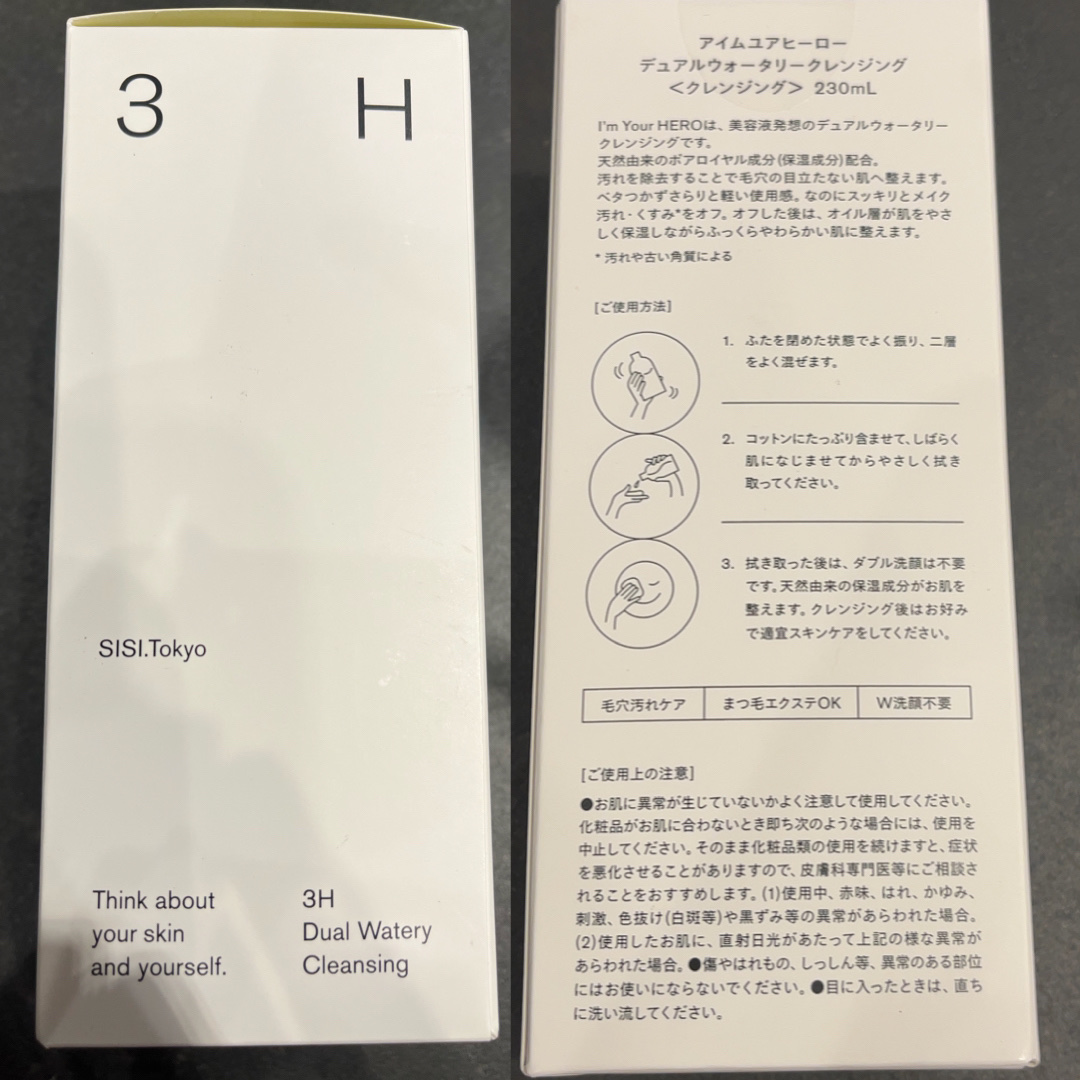 3 H
SISI.Tokyo
Think about
your skin
and yourself.
3H
Dual Watery
Cleansing
アイムユアヒーロー
デュアルウォータリークレンジング
＜クレンジング＞ 230mL
I'm Your HEROは、美容液発想のデュアルウォータリー
クレンジングです。
天然由来のボアロイヤル成分(保湿成分)配合。
汚れを除去することで毛穴の目立たない肌へ整えます。
ベタつかずさらりと軽い使用感。なのにスッキリとメイク
汚れ・くすみ*をオフ。オフした後は、オイル層が肌をやさ
しく保湿しながらふっくらやわらかい肌に整えます。
* 汚れや古い角質による
[ご使用方法]
1. ふたを閉めた状態でよく振り、二層
をよく混ぜます。
2. コットンにたっぷり含ませて、しばらく
肌になじませてからやさしく拭き
取ってください。
3. 拭き取った後は、ダブル洗顔は不要
です。天然由来の保湿成分がお肌を
整えます。クレンジング後はお好み
で適宜スキンケアをしてください。
毛穴汚れケア まつ毛エクステOK W洗顔不要
[ご使用上の注意]
●お肌に異常が生じていないかよく注意して使用してください。
化粧品がお肌に合わないとき即ち次のような場合には、使用を
中止してください。そのまま化粧品類の使用を続けますと、症状
を悪化させることがありますので、皮膚科専門医等にご相談さ
れることをおすすめします。(1)使用中、赤味、はれ、かゆみ、
刺激、色抜け(白斑等)や黒ずみ等の異常があらわれた場合。
(2)使用したお肌に、直射日光があたって上記の様な異常が
あらわれた場合。●傷やはれもの、しっしん等、異常のある部位
にはお使いにならないでください。●目に入ったときは、直ち
に洗い流してください。